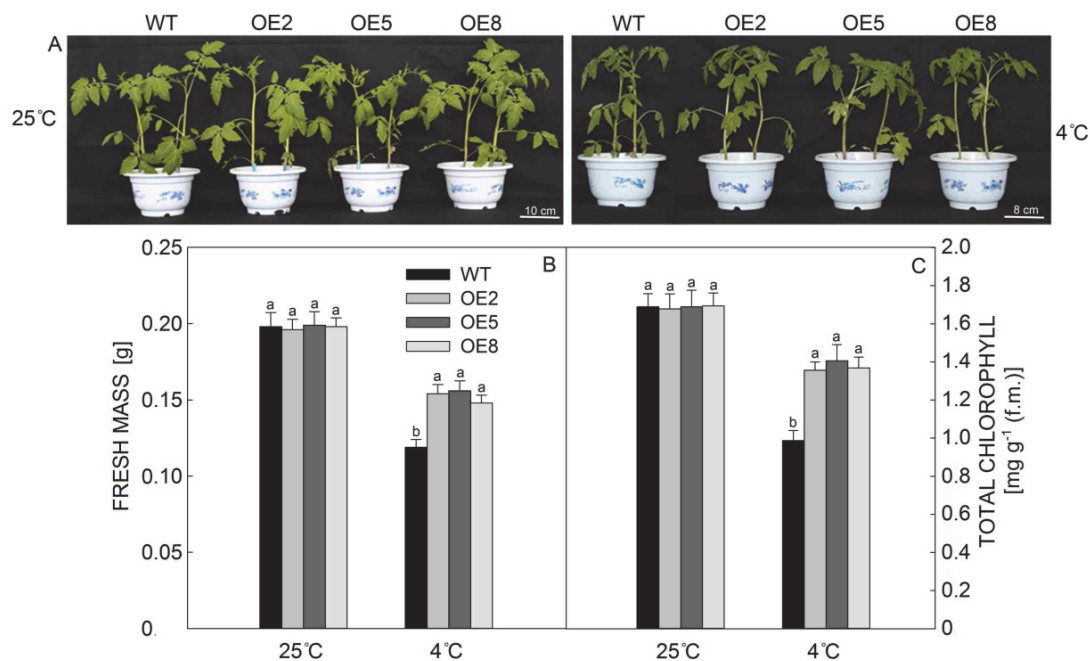 WT OE2 OE5 OE8 WT OE2 OE5 OE8
A
25℃
4℃
10 cm
8 cm
B
C
0.25
0.20
0.15
0.10
0.05
0.
FRESH MASS [g]
WT
OE2
OE5
OE8
a a a a
b a a a
a a a a
b a a a
2.0
1.8
1.6
1.4
1.2
1.0
0.8
0.6
0.4
0.2
0
TOTAL CHLOROPHYLL
[mg g⁻¹ (f.m.)]
25℃ 4℃ 25℃ 4℃